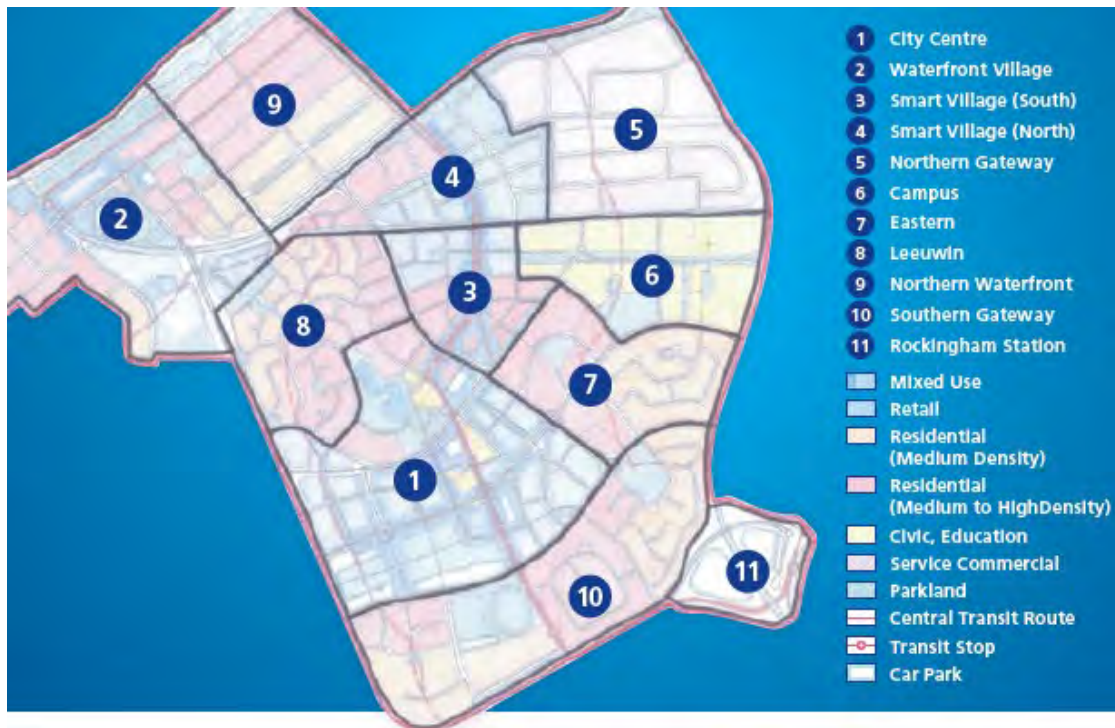 1 City Centre
2 Waterfront Village
3 Smart Village (South)
4 Smart Village (North)
5 Northern Gateway
6 Campus
7 Eastern
8 Leeuwin
9 Northern Waterfront
10 Southern Gateway
11 Rockingham Station
Mixed Use
Retail
Residential
(Medium Density)
Residential
(Medium to HighDensity)
Civic, Education
Service Commercial
Parkland
Central Transit Route
Transit Stop
Car Park
9
5
4
2
6
3
8
7
1
11
10